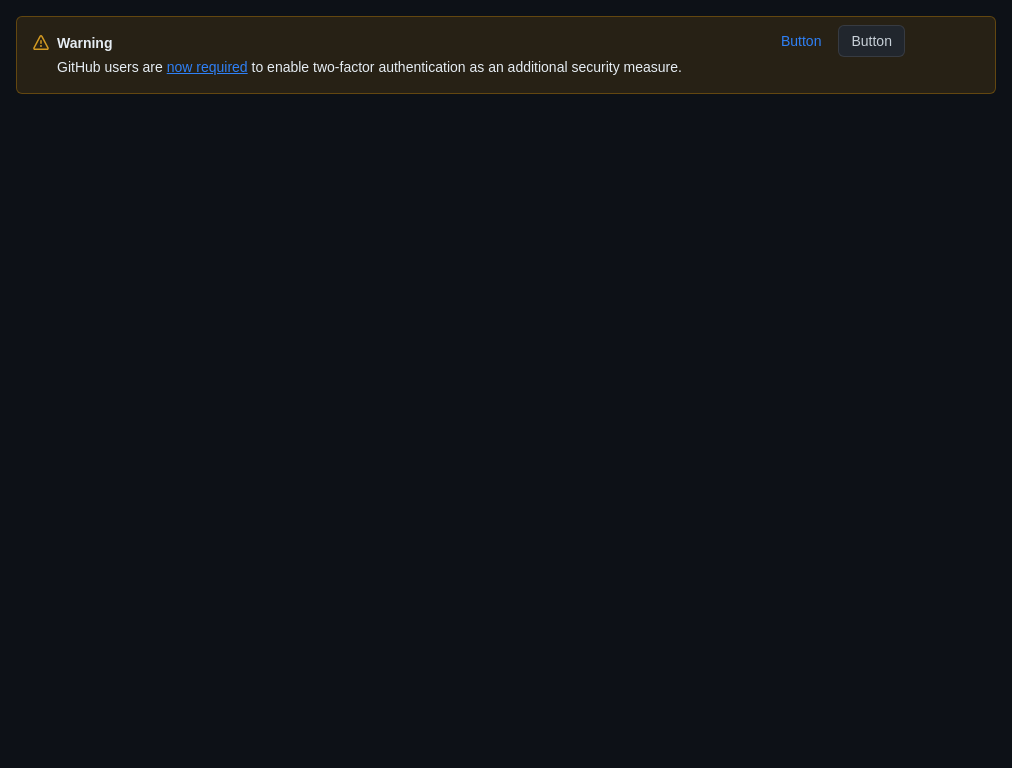 Warning
GitHub users are now required to enable two-factor authentication as an additional security measure.
Button
Button